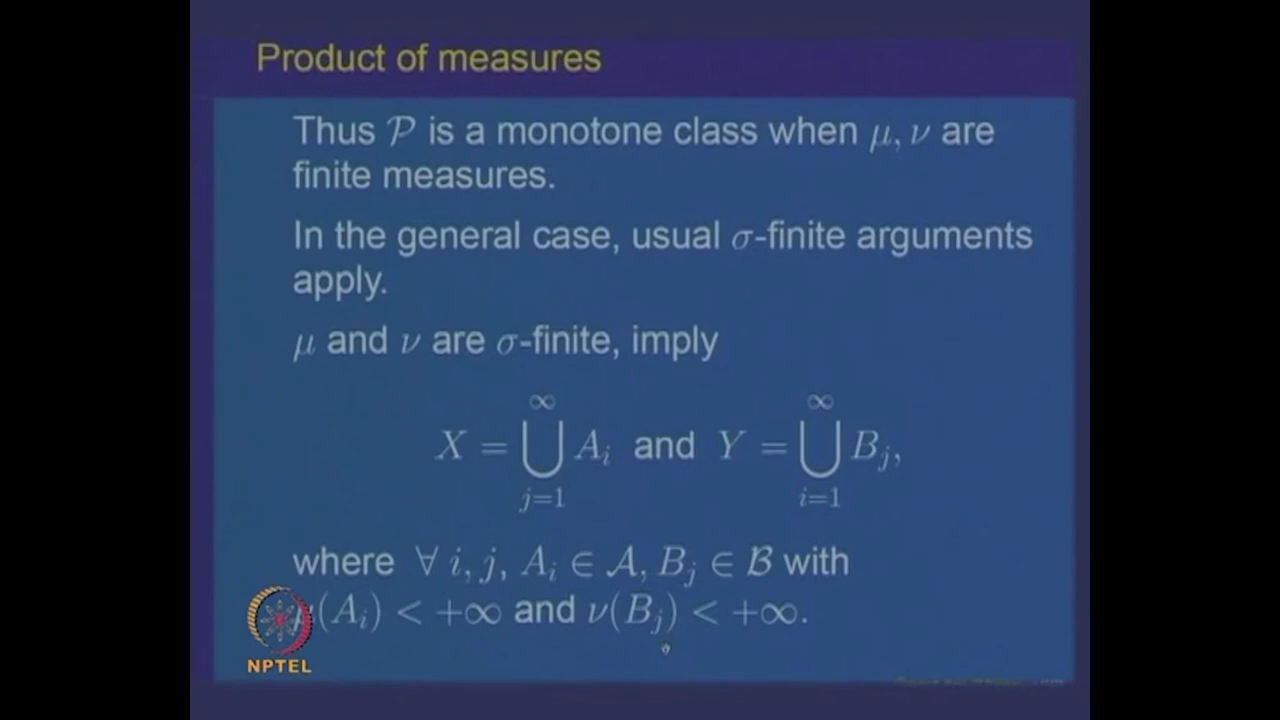 Product of measures
Thus 𝒫 is a monotone class when μ, ν are
finite measures.
In the general case, usual σ-finite arguments
apply.
μ and ν are σ-finite, imply
X = ⋃_{j=1}^{∞} A_i and Y = ⋃_{i=1}^{∞} B_j,
where ∀ i, j, A_i ∈ 𝒜, B_j ∈ ℬ with
μ(A_i) < +∞ and ν(B_j) < +∞.
NPTEL